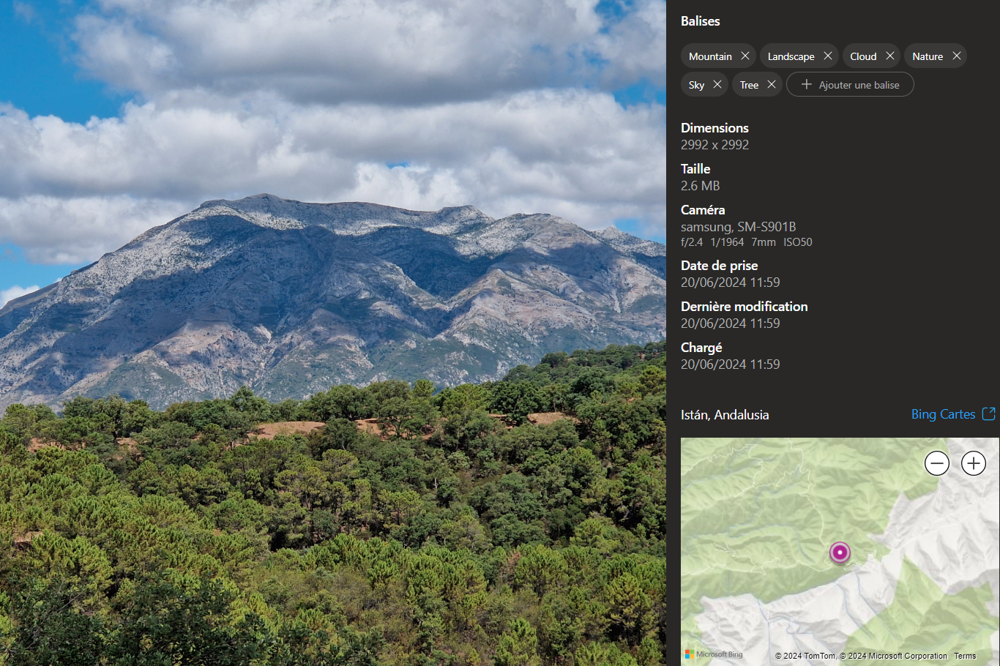 Balises
Mountain
Landscape
Cloud
Nature
Sky
Tree
Ajouter une balise
Dimensions
2992 x 2992
Taille
2.6 MB
Caméra
samsung, SM-S901B
f/2.4 1/1964 7mm ISO50
Date de prise
20/06/2024 11:59
Dernière modification
20/06/2024 11:59
Chargé
20/06/2024 11:59
Istán, Andalusia
Bing Cartes
Microsoft Bing
© 2024 TomTom, © 2024 Microsoft Corporation Terms